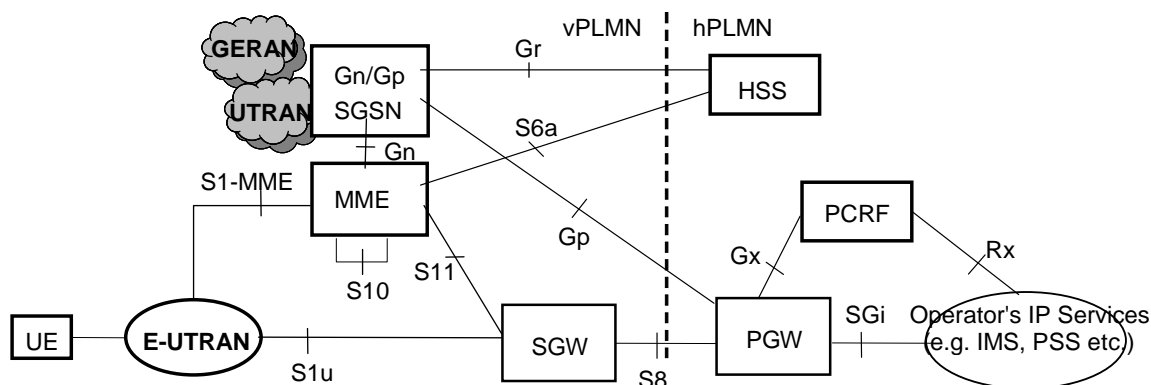 vPLMN
hPLMN
GERAN
Gr
Gn/Gp
SGSN
HSS
UTRAN
S6a
Gn
S1-MME
MME
PCRF
Gp
Gx
Rx
S11
S10
SGi
Operator's IP Services
(e.g. IMS, PSS etc.)
UE
E-UTRAN
SGW
PGW
S1u
S8